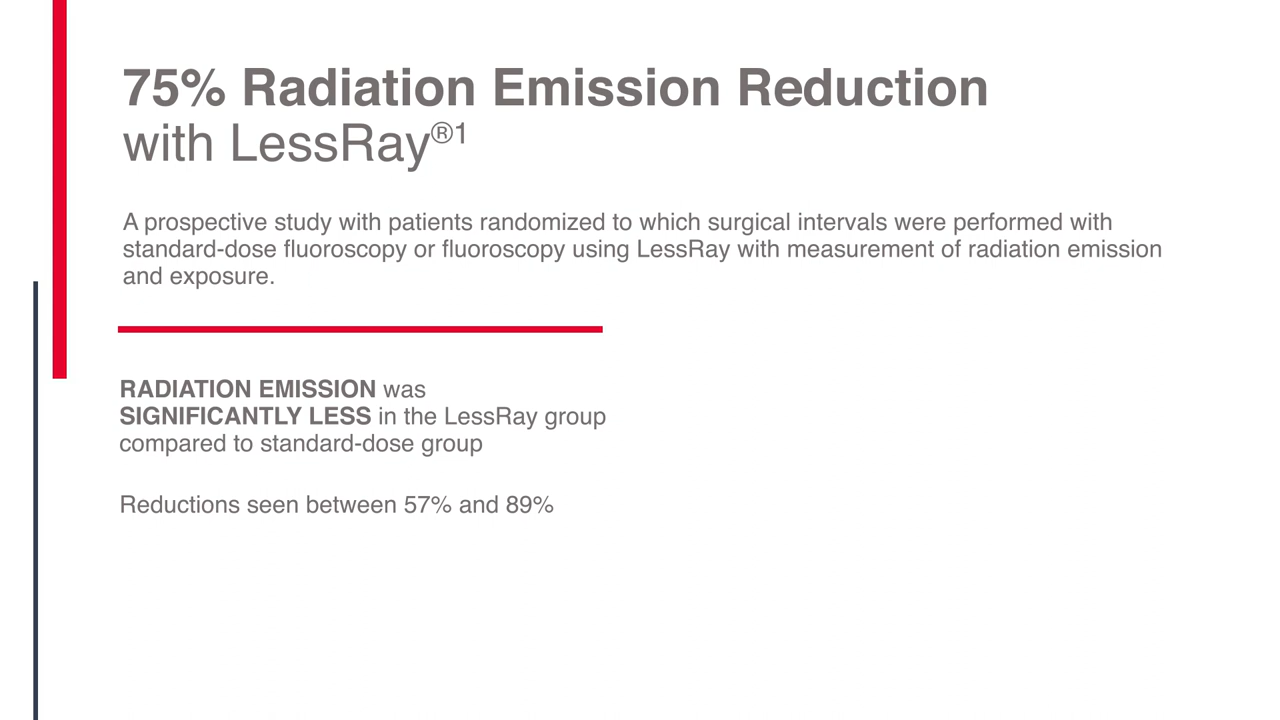 75% Radiation Emission Reduction
with LessRay®1
A prospective study with patients randomized to which surgical intervals were performed with
standard-dose fluoroscopy or fluoroscopy using LessRay with measurement of radiation emission
and exposure.
RADIATION EMISSION was
SIGNIFICANTLY LESS in the LessRay group
compared to standard-dose group
Reductions seen between 57% and 89%